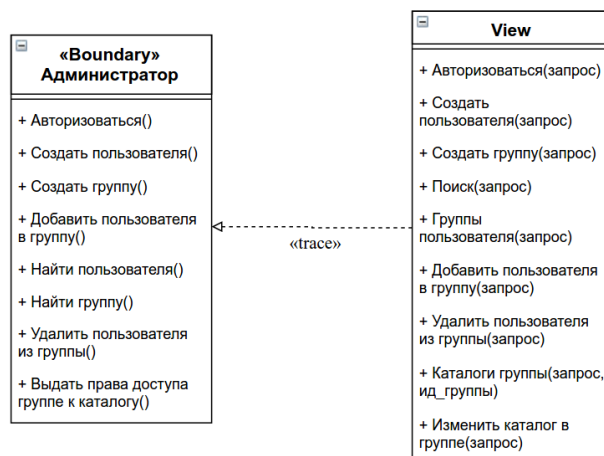 «Boundary»
Администратор
+ Авторизоваться()
+ Создать пользователя()
+ Создать группу()
+ Добавить пользователя
в группу()
+ Найти пользователя()
+ Найти группу()
+ Удалить пользователя
из группы()
+ Выдать права доступа
группе к каталогу()
«trace»
View
+ Авторизоваться(запрос)
+ Создать
пользователя(запрос)
+ Создать группу(запрос)
+ Поиск(запрос)
+ Группы
пользователя(запрос)
+ Добавить пользователя
в группу(запрос)
+ Удалить пользователя
из группы(запрос)
+ Каталоги группы(запрос,
ид_группы)
+ Изменить каталог в
группе(запрос)